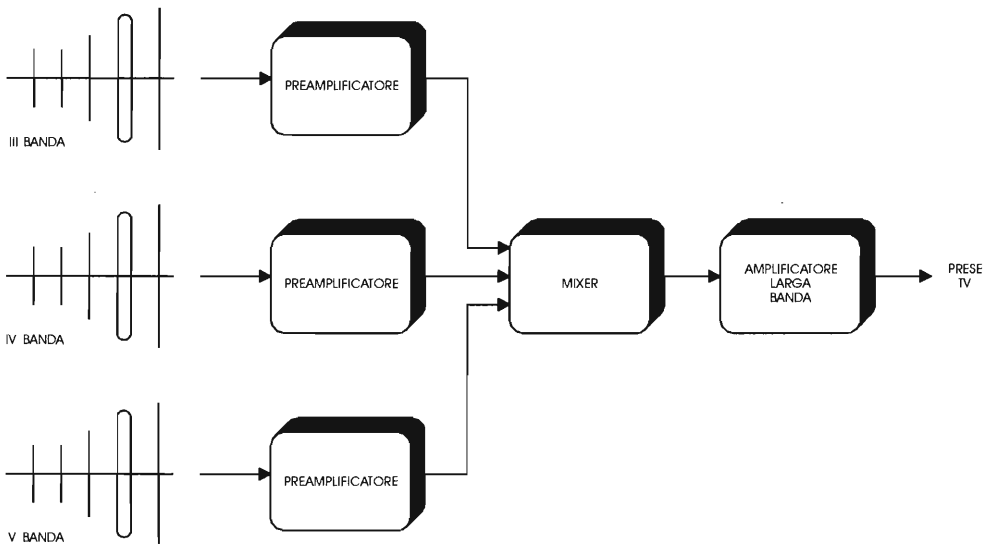 PREAMPLIFICATORE
III BANDA
PREAMPLIFICATORE
MIXER
AMPLIFICATORE
LARGA
BANDA
PRESE
TV
IV BANDA
PREAMPLIFICATORE
V BANDA